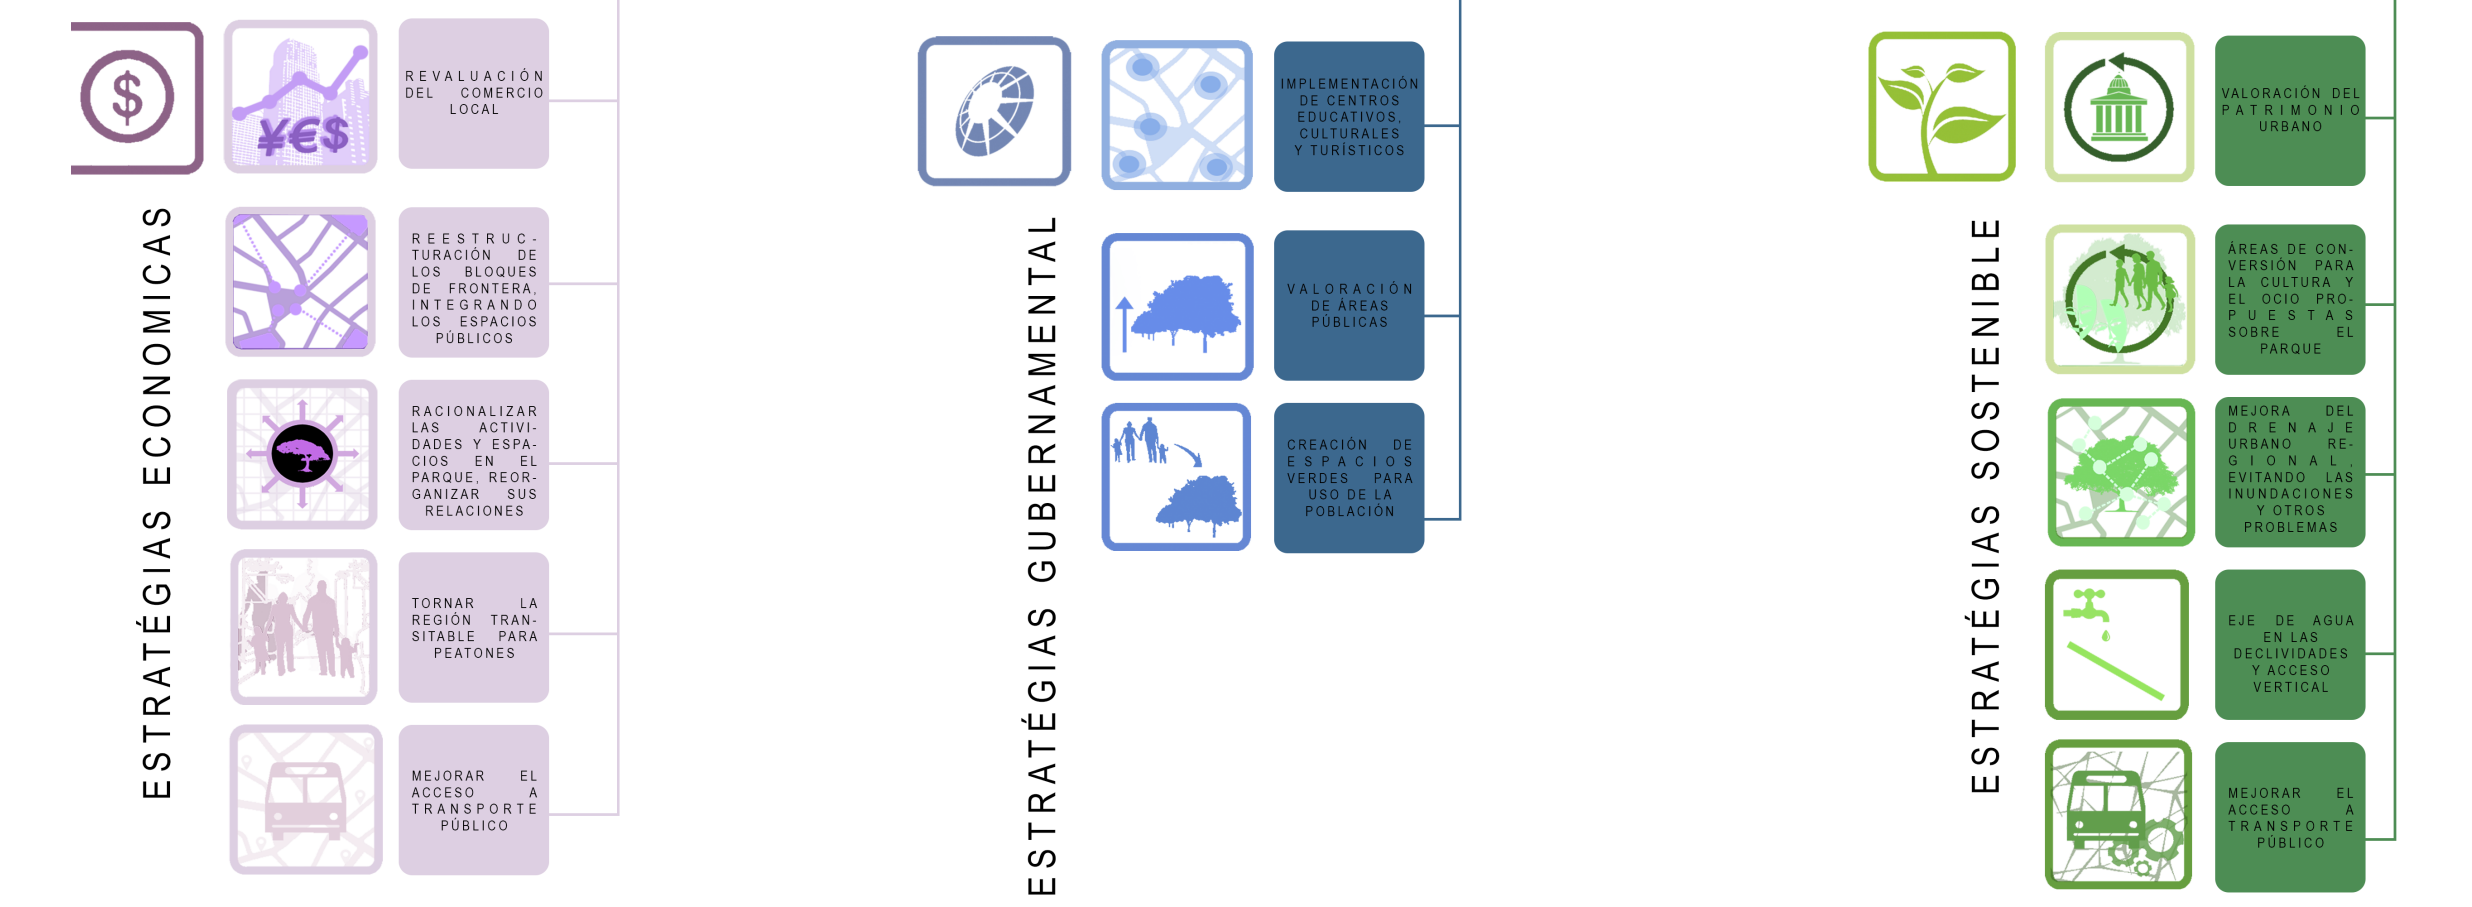 $
¥€$
REVALUACIÓN
DEL COMERCIO
LOCAL
REESTRUC-
TURACIÓN DE
LOS BLOQUES
DE FRONTERA,
INTEGRANDO
LOS ESPACIOS
PÚBLICOS
RACIONALIZAR
LAS ACTIVI-
DADES Y ESPA-
CIOS EN EL
PARQUE, REOR-
GANIZAR SUS
RELACIONES
TORNAR LA
REGIÓN TRAN-
SITABLE PARA
PEATONES
MEJORAR EL
ACCESO A
TRANSPORTE
PÚBLICO
ESTRATÉGIAS ECONOMICAS
IMPLEMENTACIÓN
DE CENTROS
EDUCATIVOS,
CULTURALES
Y TURÍSTICOS
VALORACIÓN
DE ÁREAS
PÚBLICAS
CREACIÓN DE
ESPACIOS
VERDES PARA
USO DE LA
POBLACIÓN
ESTRATÉGIAS GUBERNAMENTAL
VALORACIÓN DEL
PATRIMONIO
URBANO
ÁREAS DE CON-
VERSIÓN PARA
LA CULTURA Y
EL OCIO PRO-
PUESTAS
SOBRE EL
PARQUE
MEJORA DEL
DRENAJE
URBANO RE-
GIONAL,
EVITANDO LAS
INUNDACIONES
Y OTROS
PROBLEMAS
EJE DE AGUA
EN LAS
DECLIVIDADES
Y ACCESO
VERTICAL
MEJORAR EL
ACCESO A
TRANSPORTE
PÚBLICO
ESTRATÉGIAS SOSTENIBLE